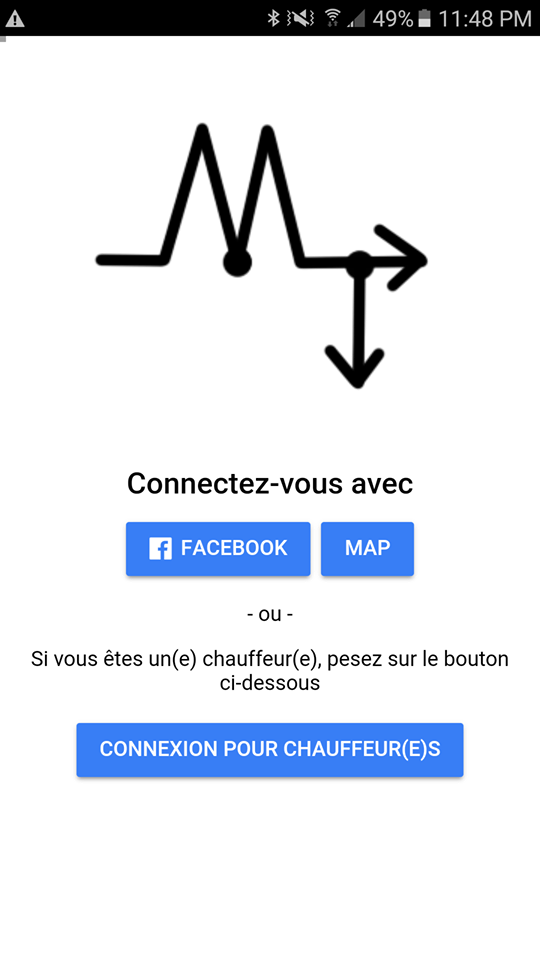 49% 11:48 PM
Connectez-vous avec
FACEBOOK MAP
- ou -
Si vous êtes un(e) chauffeur(e), pesez sur le bouton
ci-dessous
CONNEXION POUR CHAUFFEUR(E)S